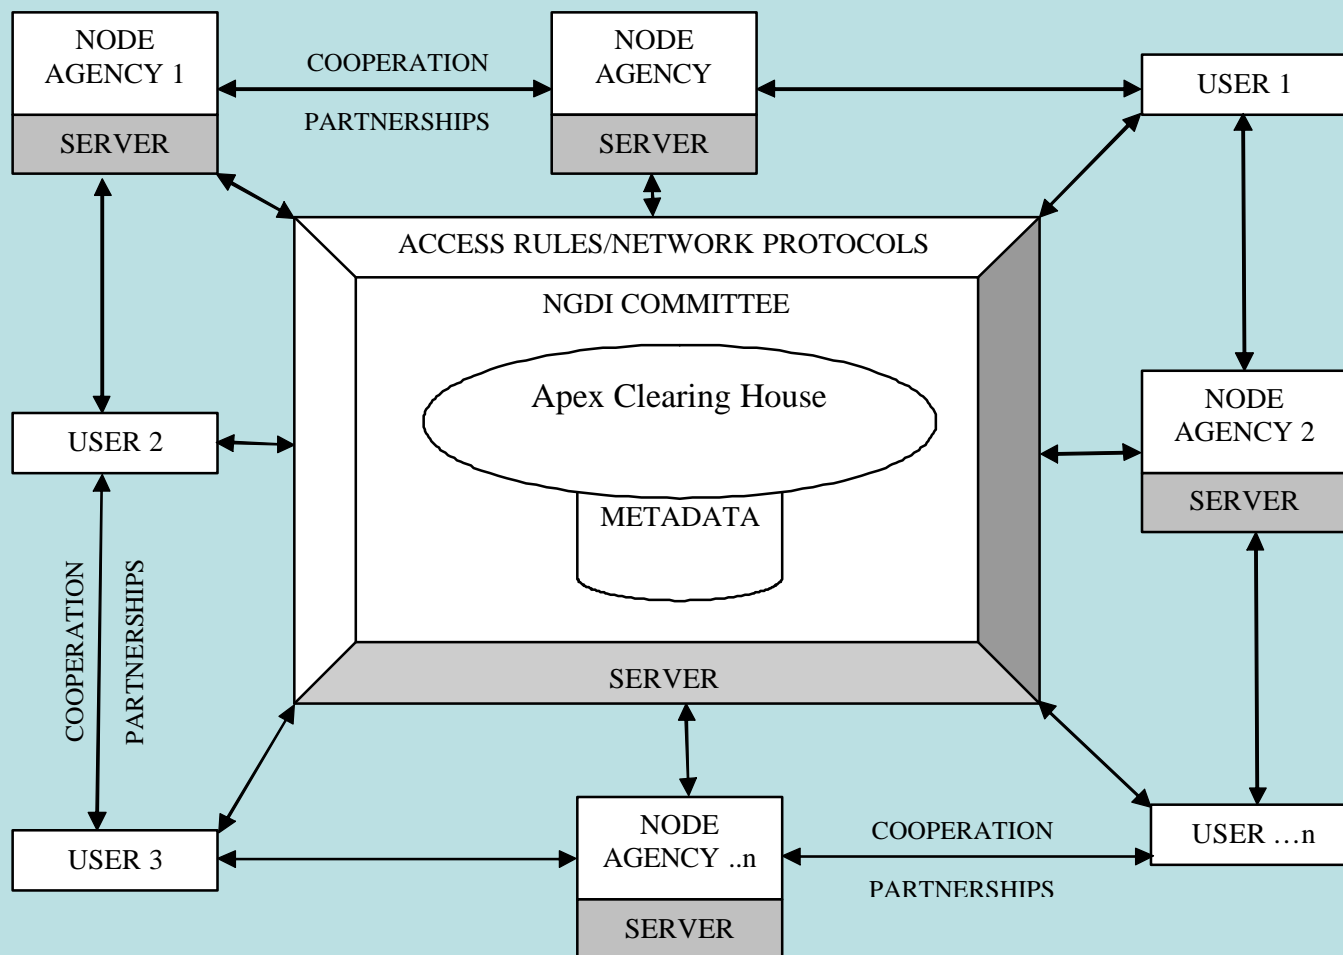 NODE
AGENCY 1
SERVER
COOPERATION
PARTNERSHIPS
NODE
AGENCY
SERVER
USER 1
ACCESS RULES/NETWORK PROTOCOLS
NGDI COMMITTEE
Apex Clearing House
METADATA
SERVER
USER 2
NODE
AGENCY 2
SERVER
COOPERATION
PARTNERSHIPS
USER 3
NODE
AGENCY ..n
SERVER
COOPERATION
PARTNERSHIPS
USER …n